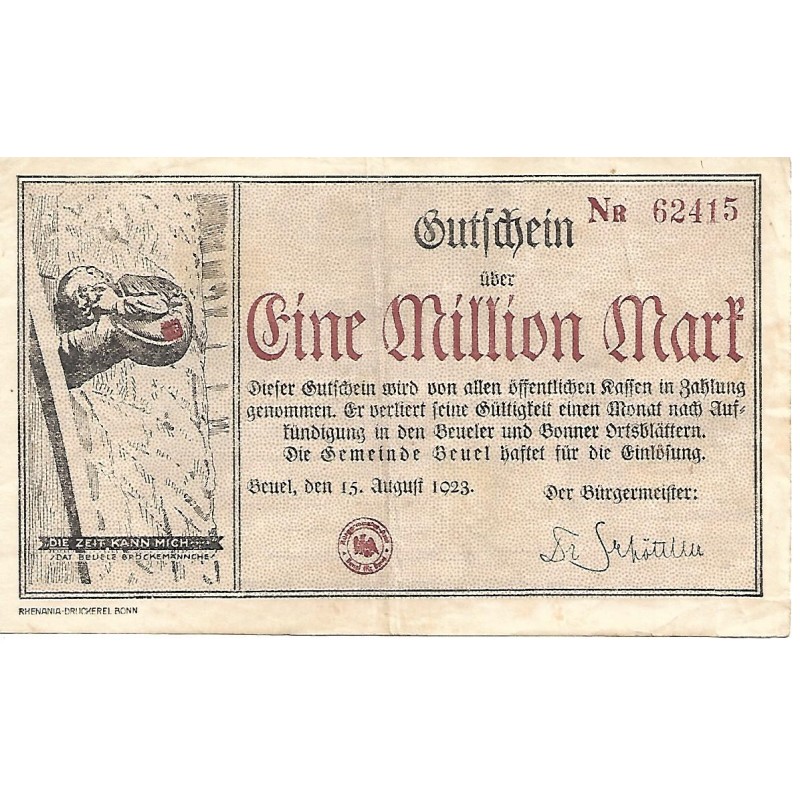 Gutschein
Nr 62415
über
Eine Million Mark
Dieser Gutschein wird von allen öffentlichen Kassen in Zahlung
genommen. Er verliert seine Gültigkeit einen Monat nach Auf-
kündigung in den Beueler und Bonner Ortsblättern.
Die Gemeinde Beuel haftet für die Einlösung.
Beuel, den 15. August 1923.
Der Bürgermeister:
Dr
DIE ZEIT KANN MICH.....
DAT BEUELE BRÖCKEMÄNNCHE
RHENANIA-DRUCKEREI BONN